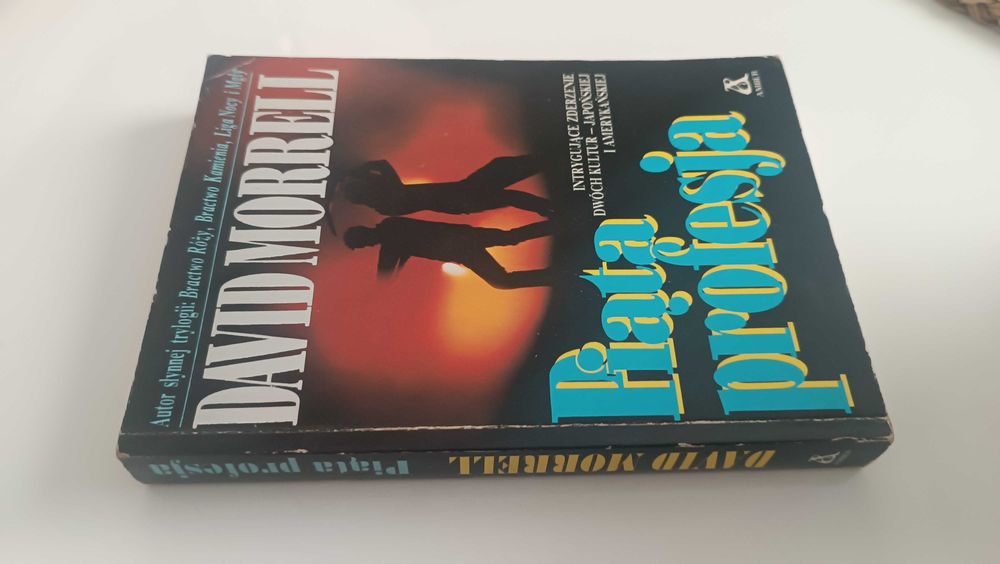 Autor słynnej trylogii: Bractwo Róży, Bractwo Kamienia, Liga Nocy i Mgły
DAVID MORRELL
INTRYGUJĄCE ZDERZENIE
DWÓCH KULTUR – JAPOŃSKIEJ
I AMERYKAŃSKIEJ
AMBER
Piąta
profesja
Piąta profesja
DAVID MORRELL